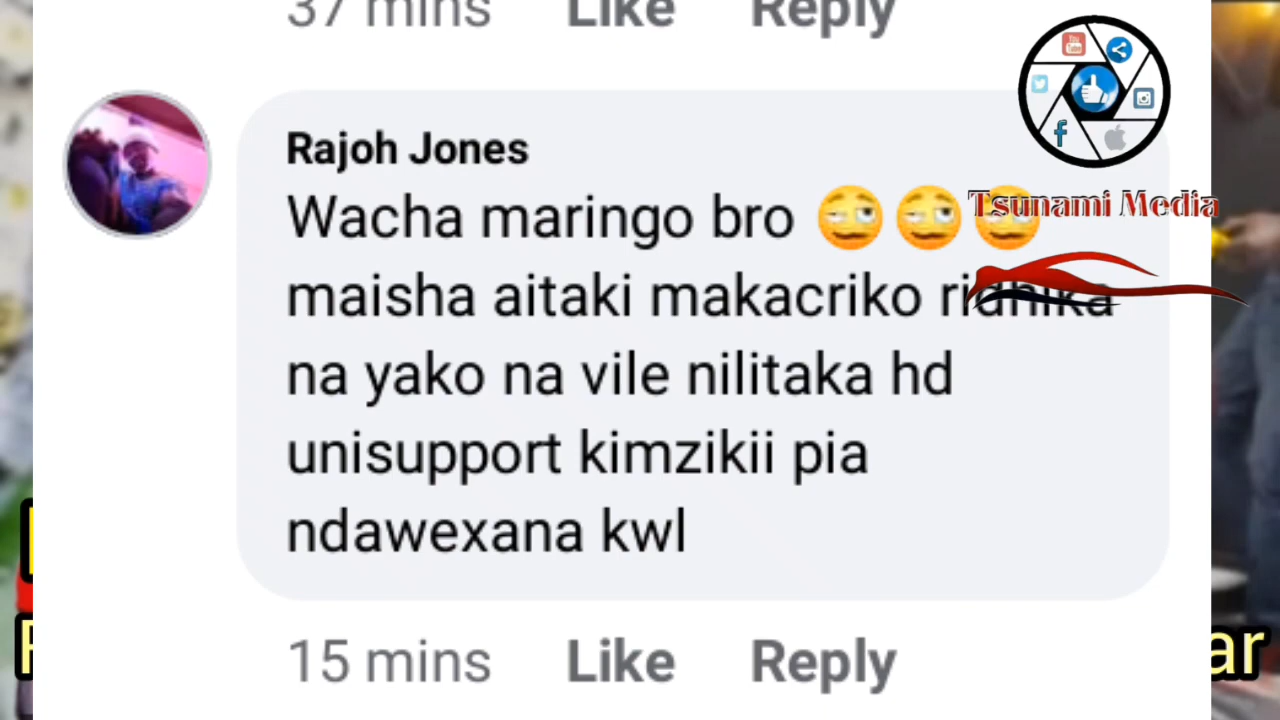 37 mins Like Reply
Rajoh Jones
Wacha maringo bro 🥴🥴🥴
Tsunami Media
maisha aitaki makacriko ridhika
na yako na vile nilitaka hd
unisupport kimzikii pia
ndawexana kwl
15 mins Like Reply
ar